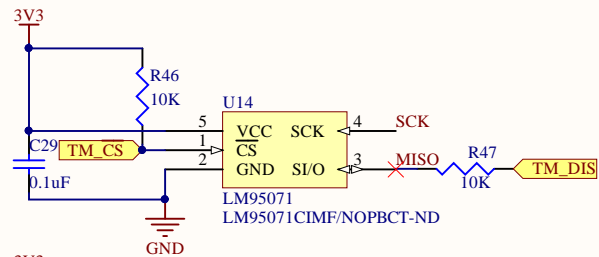 3V3
R46
10K
U14
5 VCC SCK 4 SCK
C29 TM_CS 1 CS
2 GND SI/O 3 MISO R47 TM_DIS
0.1uF 10K
LM95071
LM95071CIMF/NOPBCT-ND
GND